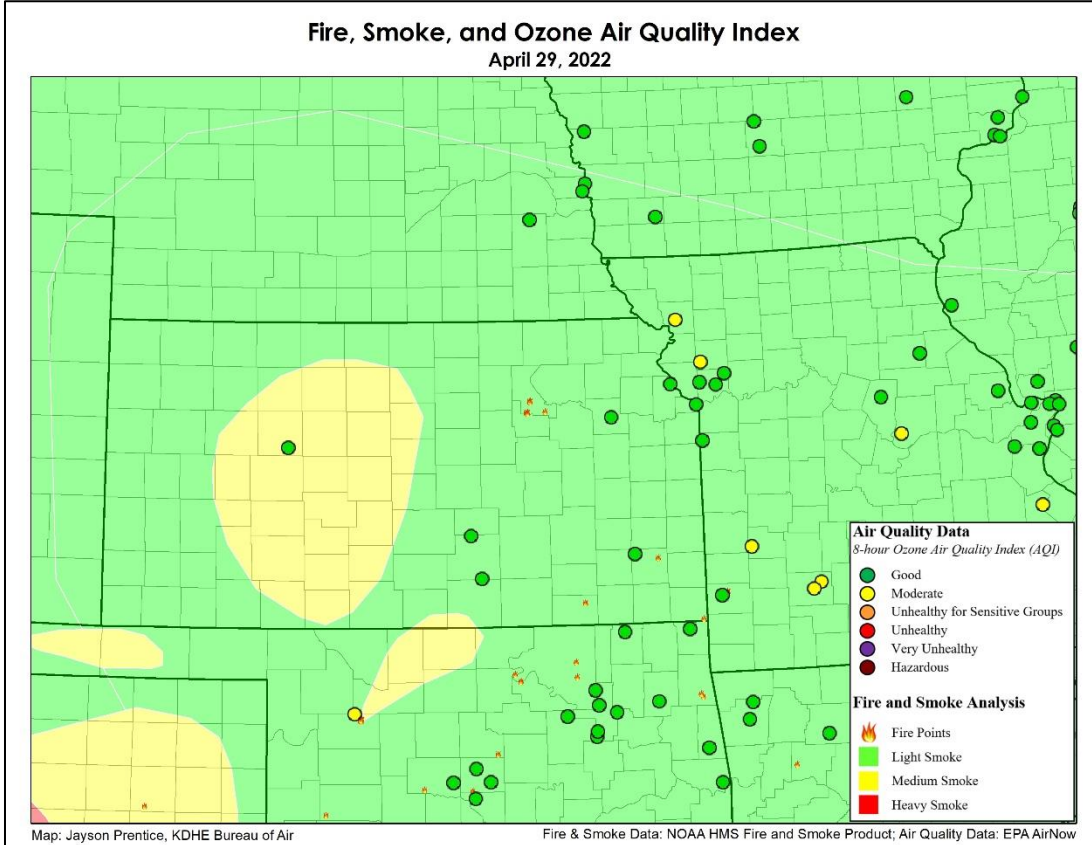 Fire, Smoke, and Ozone Air Quality Index
April 29, 2022
Air Quality Data
8-hour Ozone Air Quality Index (AQI)
Good
Moderate
Unhealthy for Sensitive Groups
Unhealthy
Very Unhealthy
Hazardous
Fire and Smoke Analysis
Fire Points
Light Smoke
Medium Smoke
Heavy Smoke
Map: Jayson Prentice, KDHE Bureau of Air
Fire & Smoke Data: NOAA HMS Fire and Smoke Product; Air Quality Data: EPA AirNow